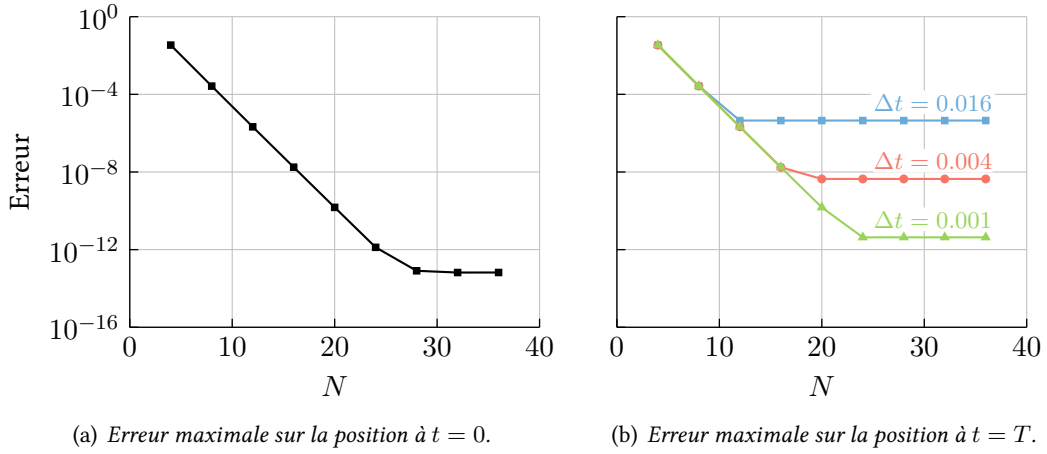 Erreur
10⁰
10⁻⁴
10⁻⁸
10⁻¹²
10⁻¹⁶
0 10 20 30 40
N
(a) Erreur maximale sur la position à t = 0.
Δt = 0.016
Δt = 0.004
Δt = 0.001
0 10 20 30 40
N
(b) Erreur maximale sur la position à t = T.